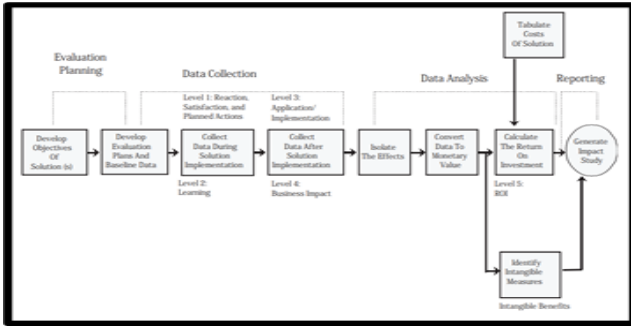 Tabulate
Costs
Of Solution
Evaluation
Planning
Data Collection
Data Analysis
Reporting
Level 1: Reaction,
Satisfaction, and
Planned Actions
Level 3:
Application/
Implementation
Develop
Objectives
Of
Solution (s)
Develop
Evaluation
Plans And
Baseline Data
Collect
Data During
Solution
Implementation
Collect
Data After
Solution
Implementation
Isolate
The Effects
Convert
Data To
Monetary
Value
Calculate
The Return
On
Investment
Generate
Impact
Study
Level 2:
Learning
Level 4:
Business Impact
Level 5:
ROI
Identify
Intangible
Measures
Intangible Benefits